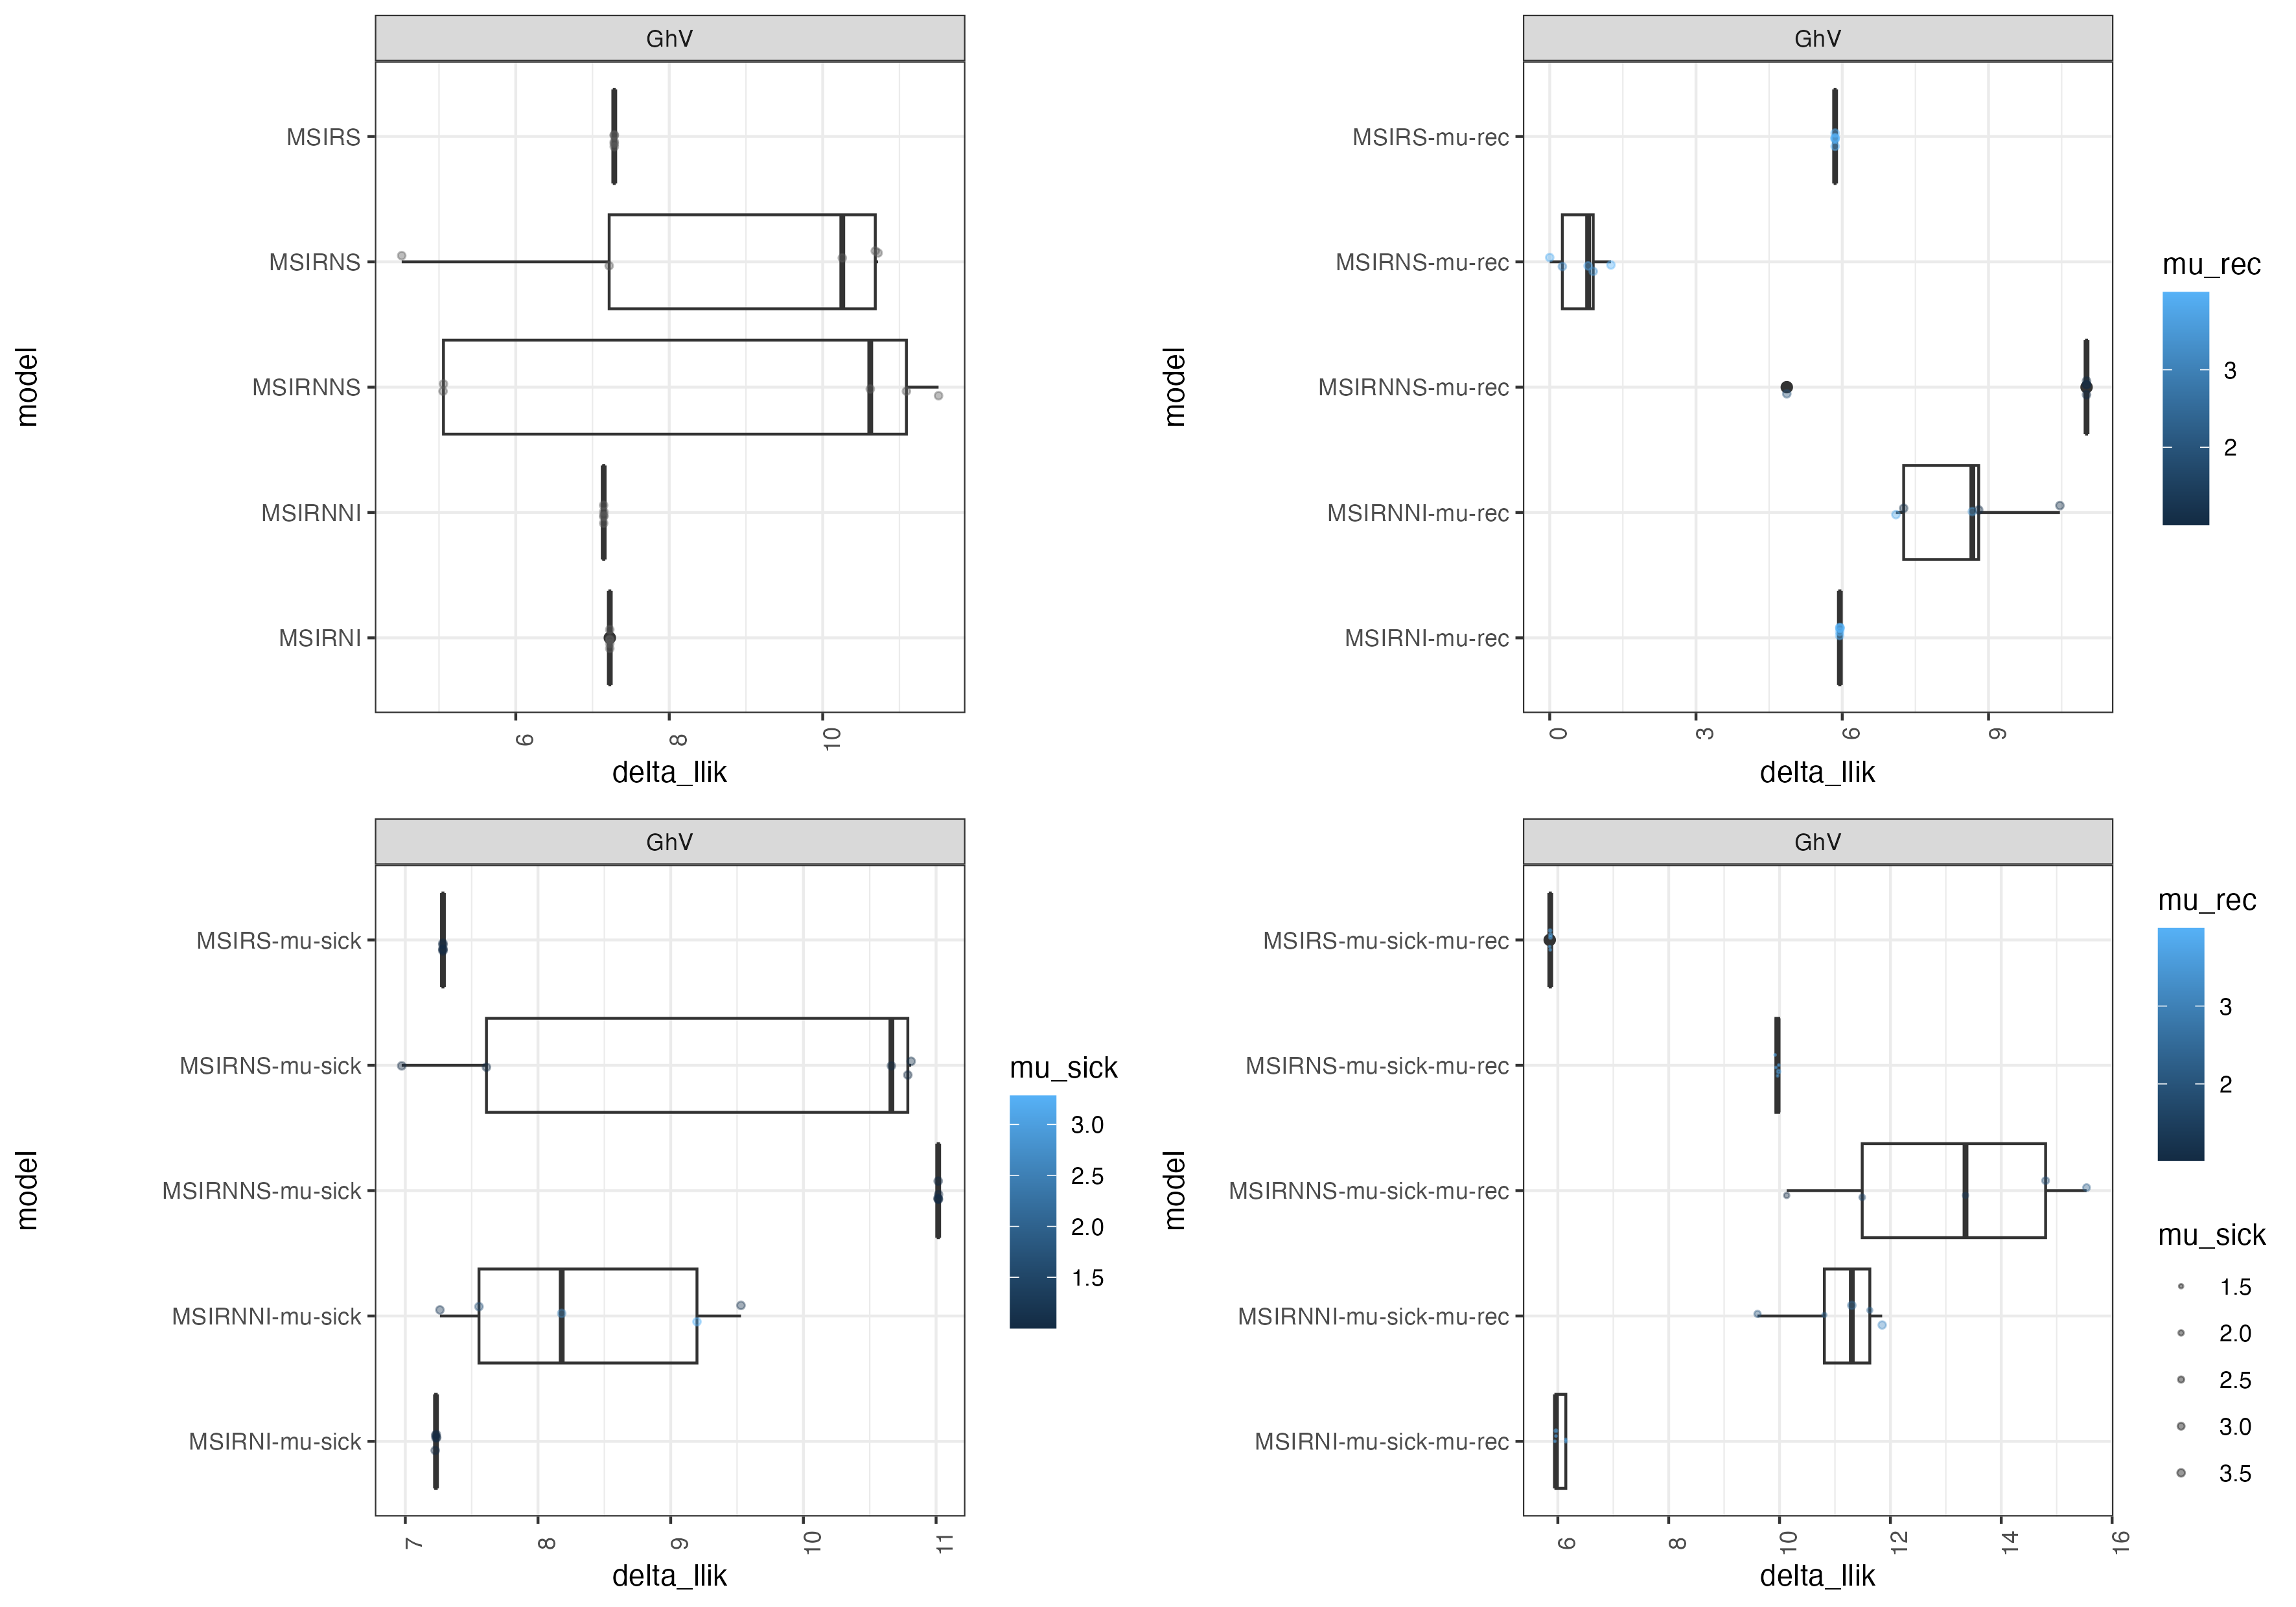 GhV
model
MSIRS
MSIRNS
MSIRNNS
MSIRNNI
MSIRNI
6
8
10
delta_llik
GhV
model
MSIRS-mu-rec
MSIRNS-mu-rec
MSIRNNS-mu-rec
MSIRNNI-mu-rec
MSIRNI-mu-rec
0
3
6
9
delta_llik
mu_rec
3
2
GhV
model
MSIRS-mu-sick
MSIRNS-mu-sick
MSIRNNS-mu-sick
MSIRNNI-mu-sick
MSIRNI-mu-sick
7
8
9
10
11
delta_llik
mu_sick
3.0
2.5
2.0
1.5
GhV
model
MSIRS-mu-sick-mu-rec
MSIRNS-mu-sick-mu-rec
MSIRNNS-mu-sick-mu-rec
MSIRNNI-mu-sick-mu-rec
MSIRNI-mu-sick-mu-rec
6
8
10
12
14
16
delta_llik
mu_rec
3
2
mu_sick
1.5
2.0
2.5
3.0
3.5